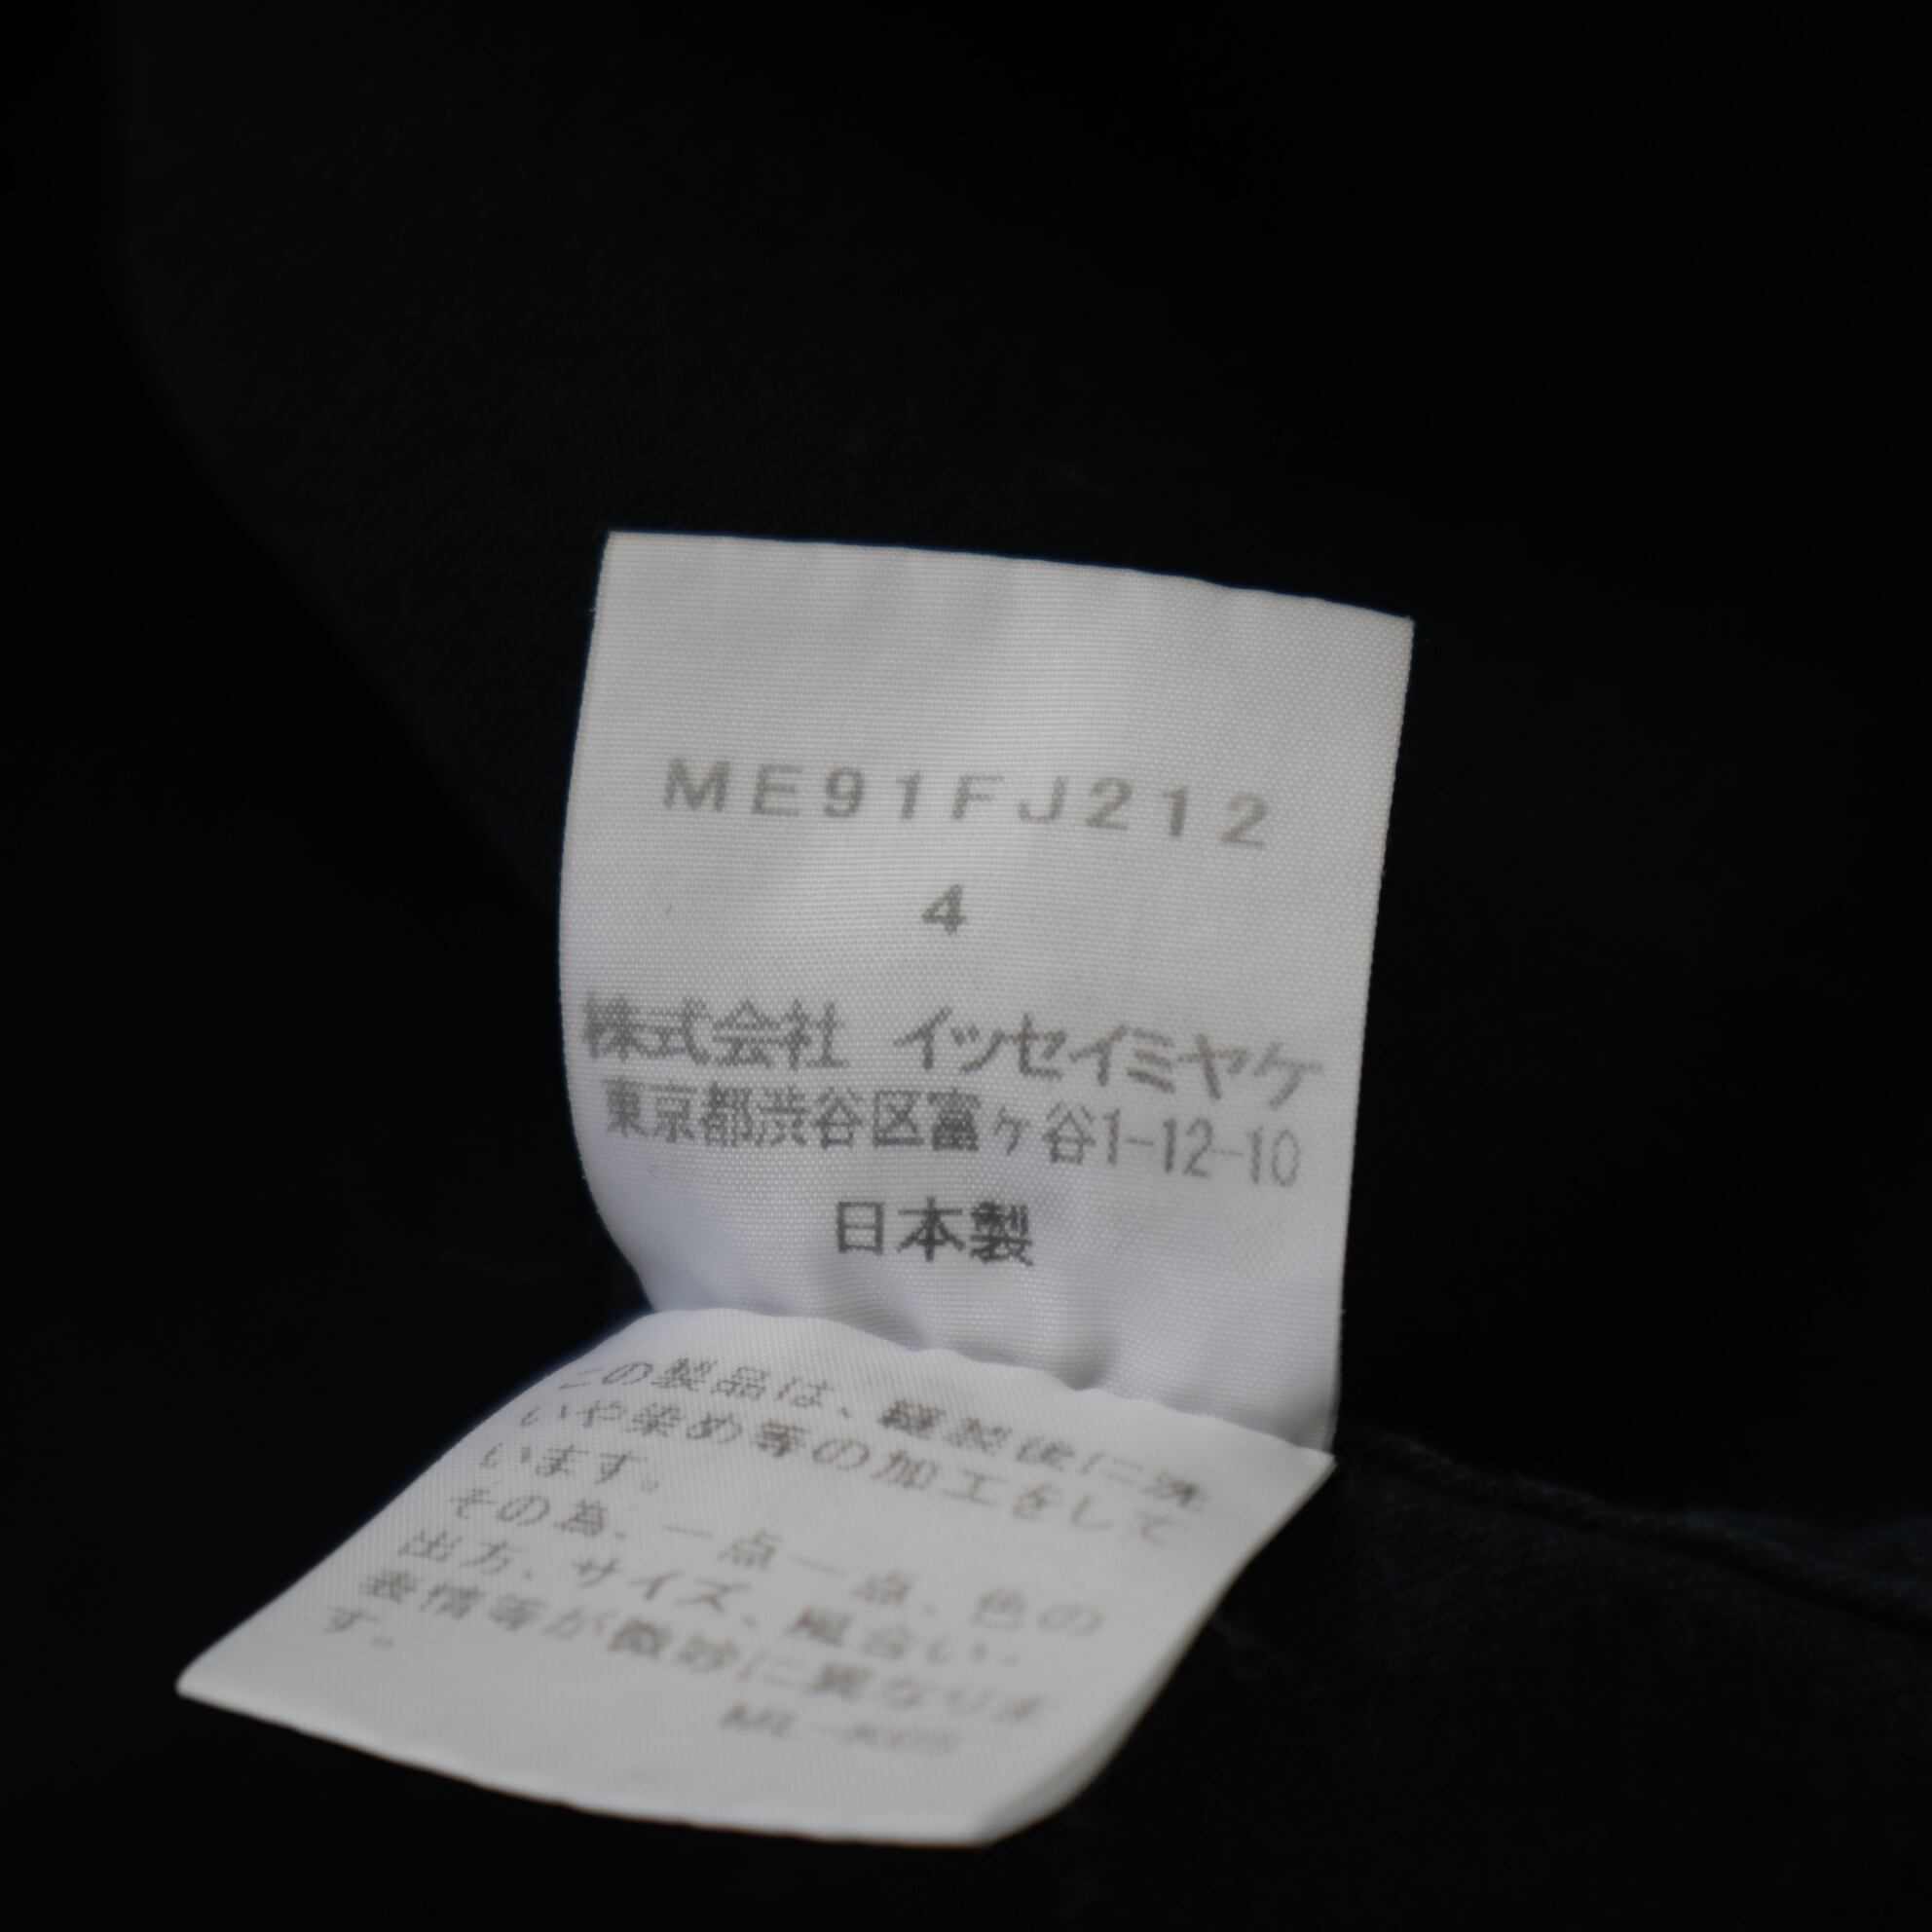 ME91FJ212
4
株式会社 イッセイミヤケ
東京都渋谷区富ヶ谷1-12-10
日本製
この製品は、縫製後に洗
いや染め等の加工をして
います。
その為、一点一点、色の
出方、サイズ、風合い、
表情等が微妙に異なりま
す。